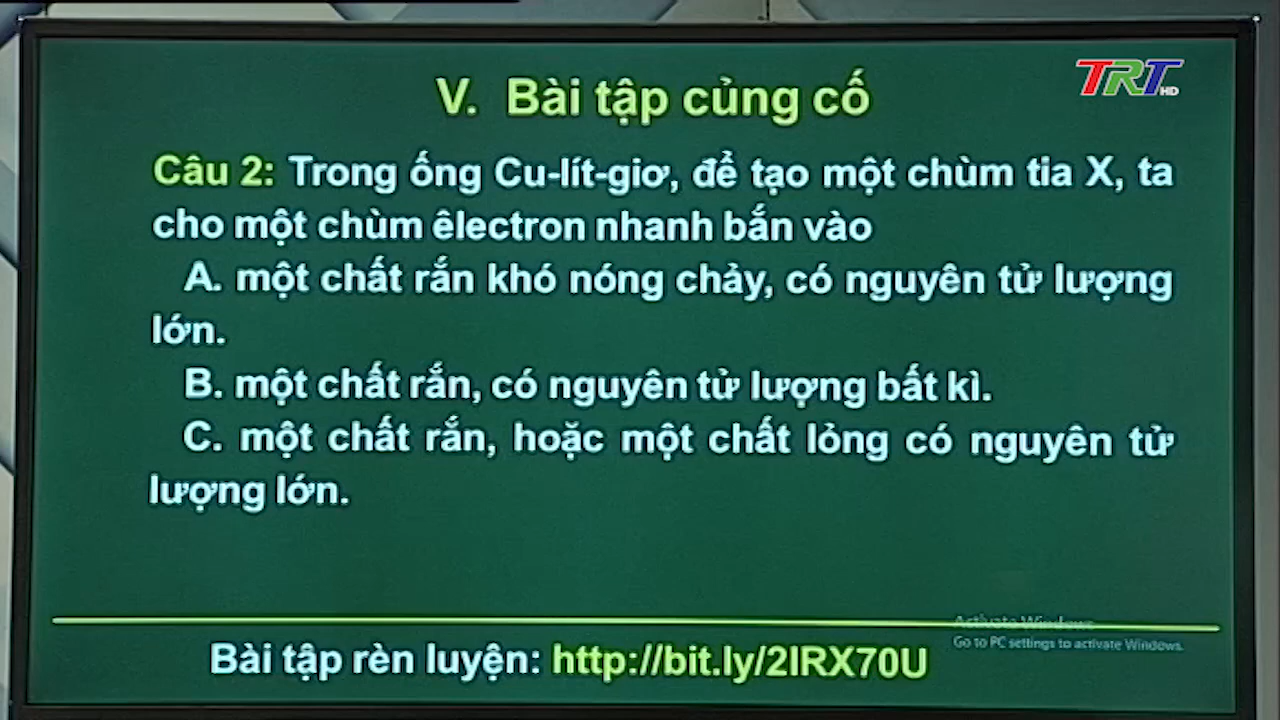 TRT HD
V. Bài tập củng cố
Câu 2: Trong ống Cu-lít-giơ, để tạo một chùm tia X, ta
cho một chùm êlectron nhanh bắn vào
A. một chất rắn khó nóng chảy, có nguyên tử lượng
lớn.
B. một chất rắn, có nguyên tử lượng bất kì.
C. một chất rắn, hoặc một chất lỏng có nguyên tử
lượng lớn.
Activate Windows
Go to PC settings to activate Windows.
Bài tập rèn luyện: http://bit.ly/2IRX70U